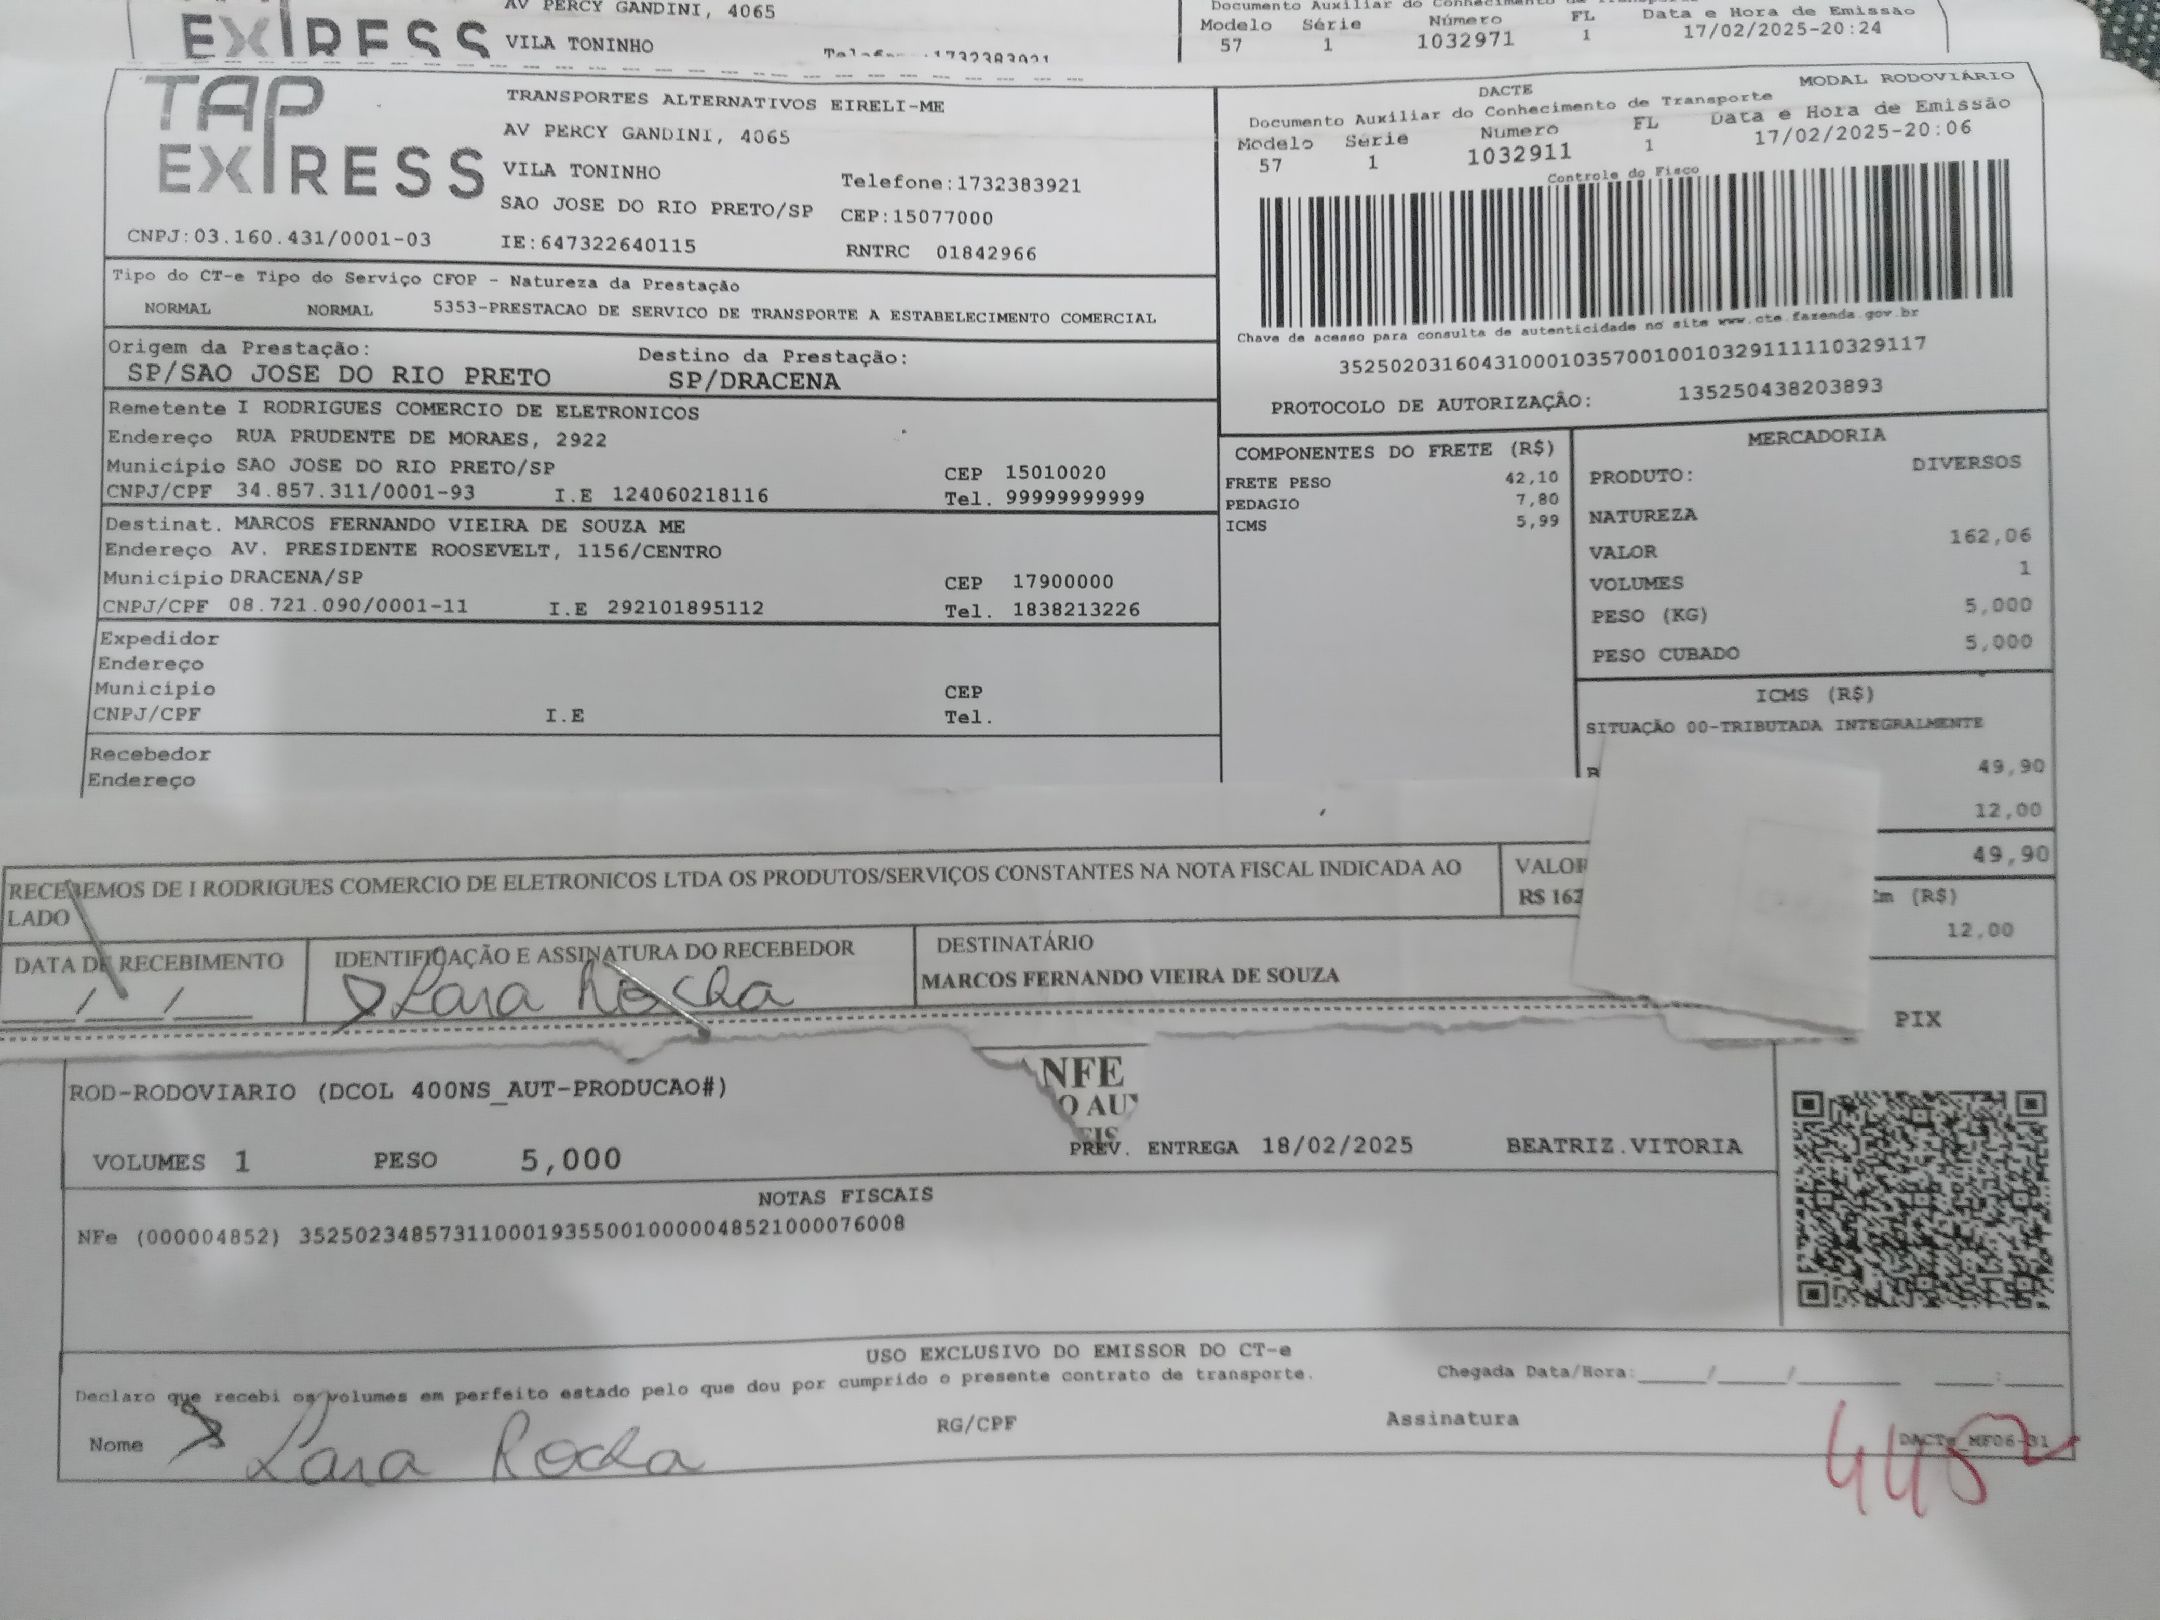 EXPRESS
AV PERCY GANDINI, 4065
VILA TONINHO
Documento Auxiliar do Conhecimento de Transporte
Modelo Série Número FL Data e Hora de Emissão
57 1 1032971 1 17/02/2025-20:24
TAP EXPRESS
TRANSPORTES ALTERNATIVOS EIRELI-ME
AV PERCY GANDINI, 4065
VILA TONINHO
Telefone:1732383921
SAO JOSE DO RIO PRETO/SP CEP:15077000
CNPJ:03.160.431/0001-03 IE:647322640115 RNTRC 01842966
DACTE MODAL RODOVIÁRIO
Documento Auxiliar do Conhecimento de Transporte
Modelo Série Numero FL Data e Hora de Emissão
57 1 1032911 1 17/02/2025-20:06
Controle do Fisco
Chave de acesso para consulta de autenticidade no site www.cte.fazenda.gov.br
35250203160431000103570010010329111110329117
PROTOCOLO DE AUTORIZAÇÃO: 135250438203893
Tipo do CT-e Tipo do Serviço CFOP - Natureza da Prestação
NORMAL NORMAL 5353-PRESTACAO DE SERVICO DE TRANSPORTE A ESTABELECIMENTO COMERCIAL
Origem da Prestação: Destino da Prestação:
SP/SAO JOSE DO RIO PRETO SP/DRACENA
Remetente I RODRIGUES COMERCIO DE ELETRONICOS
Endereço RUA PRUDENTE DE MORAES, 2922
Município SAO JOSE DO RIO PRETO/SP CEP 15010020
CNPJ/CPF 34.857.311/0001-93 I.E 124060218116 Tel. 99999999999
Destinat. MARCOS FERNANDO VIEIRA DE SOUZA ME
Endereço AV. PRESIDENTE ROOSEVELT, 1156/CENTRO
Município DRACENA/SP CEP 17900000
CNPJ/CPF 08.721.090/0001-11 I.E 292101895112 Tel. 1838213226
Expedidor
Endereço
Município CEP
CNPJ/CPF I.E Tel.
Recebedor
Endereço
COMPONENTES DO FRETE (R$)
FRETE PESO 42,10
PEDAGIO 7,80
ICMS 5,99
MERCADORIA
PRODUTO: DIVERSOS
NATUREZA
VALOR 162,06
VOLUMES 1
PESO (KG) 5,000
PESO CUBADO 5,000
ICMS (R$)
SITUAÇÃO 00-TRIBUTADA INTEGRALMENTE
49,90
12,00
49,90
(R$)
12,00
RECEBEMOS DE I RODRIGUES COMERCIO DE ELETRONICOS LTDA OS PRODUTOS/SERVIÇOS CONSTANTES NA NOTA FISCAL INDICADA AO
LADO
VALOR
R$ 162
DATA DE RECEBIMENTO
__/__/__
IDENTIFICAÇÃO E ASSINATURA DO RECEBEDOR
Lara Rocha
DESTINATÁRIO
MARCOS FERNANDO VIEIRA DE SOUZA
PIX
ANFE
O AU
ROD-RODOVIARIO (DCOL 400NS_AUT-PRODUCAO#)
VOLUMES 1 PESO 5,000 PREV. ENTREGA 18/02/2025 BEATRIZ.VITORIA
NOTAS FISCAIS
NFe (000004852) 35250234857311000193550010000048521000076008
USO EXCLUSIVO DO EMISSOR DO CT-e
Declaro que recebi os volumes em perfeito estado pelo que dou por cumprido o presente contrato de transporte. Chegada Data/Hora:____/____/____ ___:___
Nome Lara Rocha RG/CPF Assinatura
DACTe_MF06-31